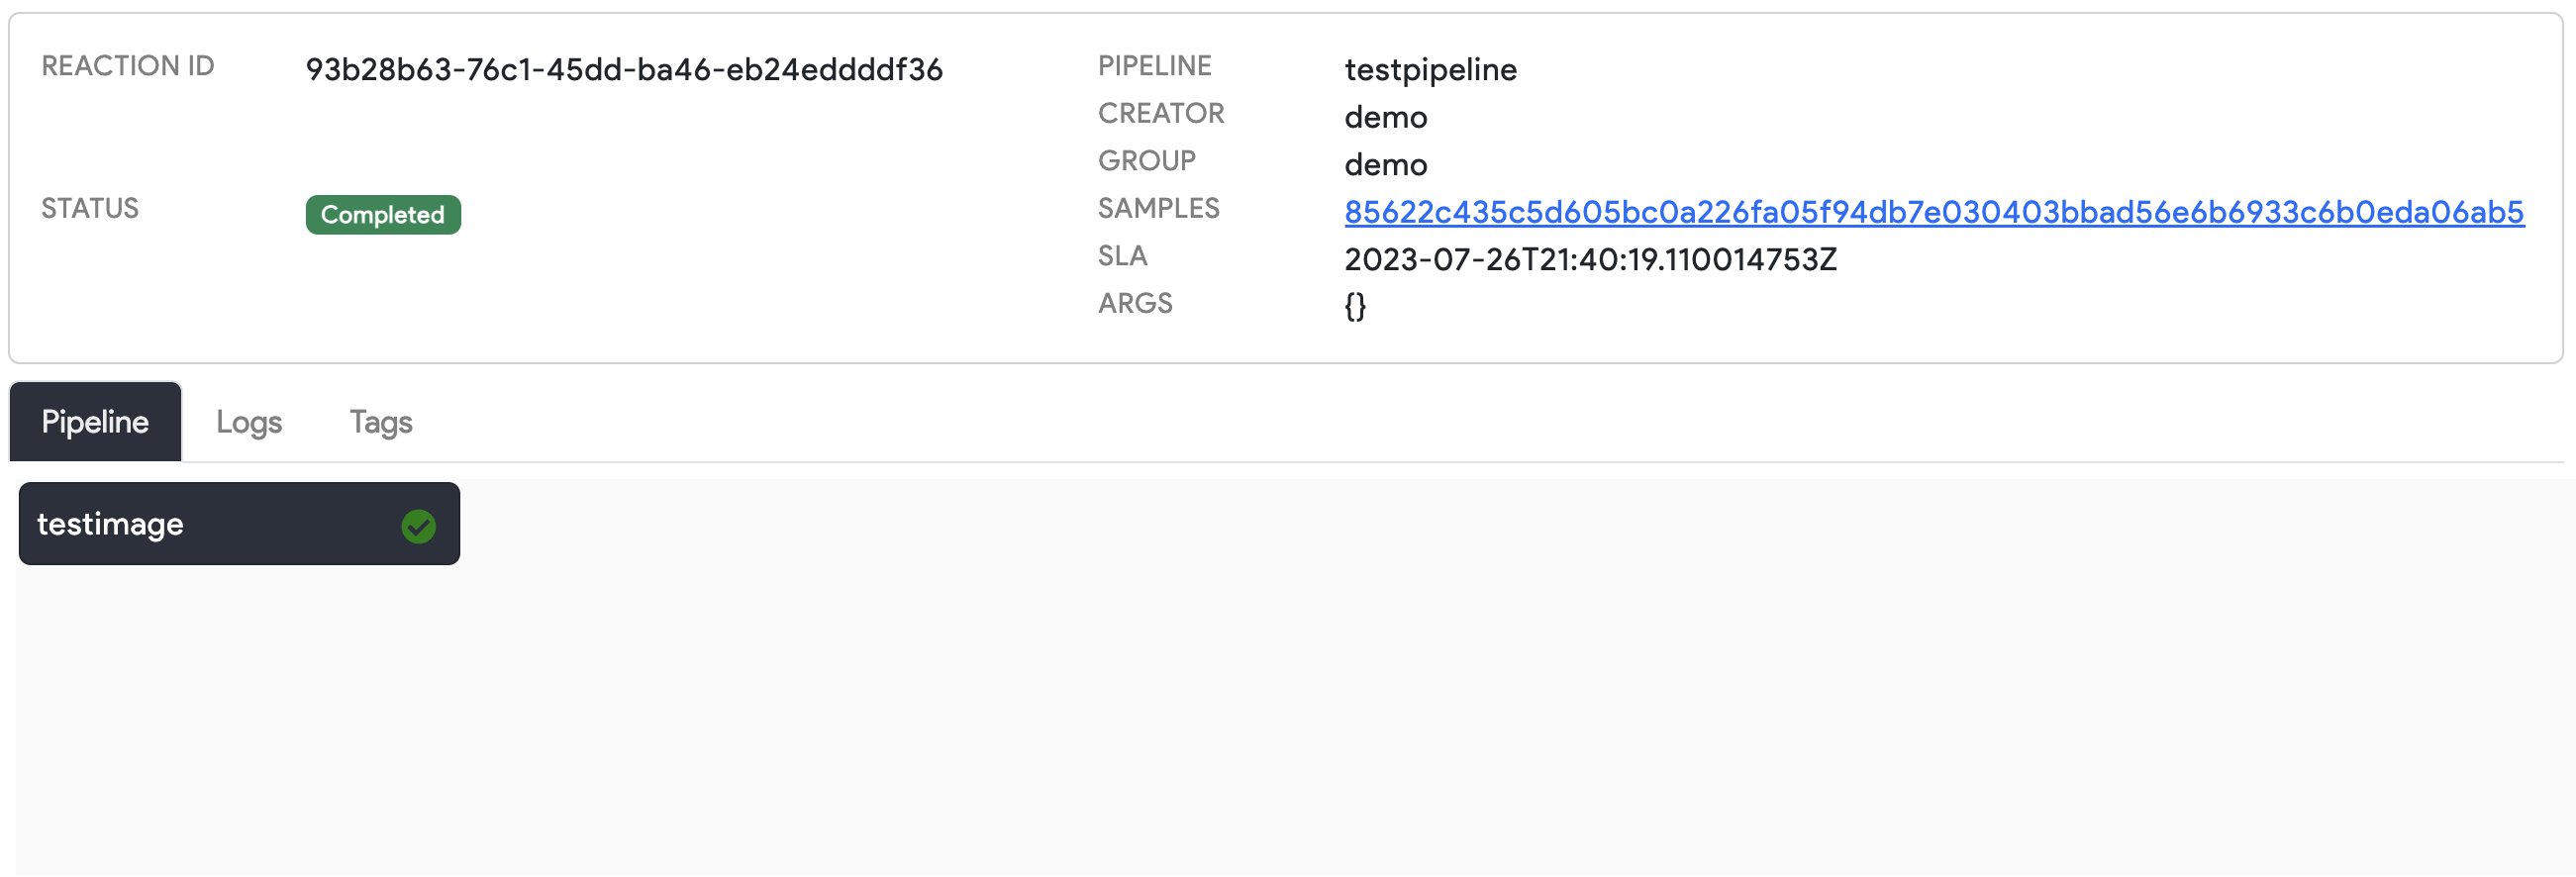 REACTION ID 93b28b63-76c1-45dd-ba46-eb24eddddf36
STATUS Completed
PIPELINE testpipeline
CREATOR demo
GROUP demo
SAMPLES 85622c435c5d605bc0a226fa05f94db7e030403bbad56e6b6933c6b0eda06ab5
SLA 2023-07-26T21:40:19.110014753Z
ARGS {}
Pipeline Logs Tags
testimage